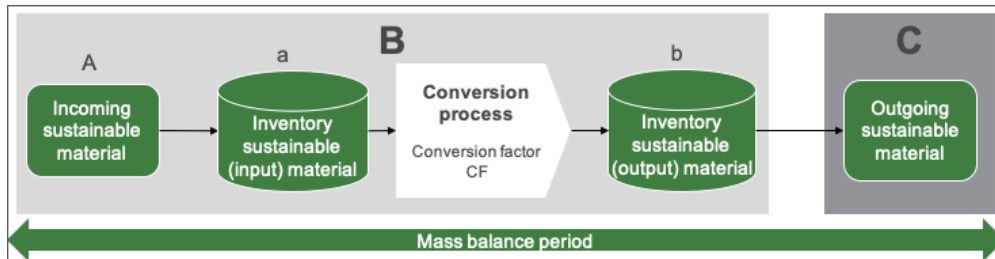 B
C
A
a
b
Incoming
sustainable
material
Inventory
sustainable
(input) material
Conversion
process
Conversion factor
CF
Inventory
sustainable
(output) material
Outgoing
sustainable
material
Mass balance period